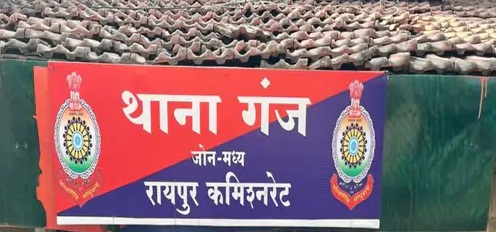 थाना गंज
जोन-मध्य
रायपुर कमिश्नरेट